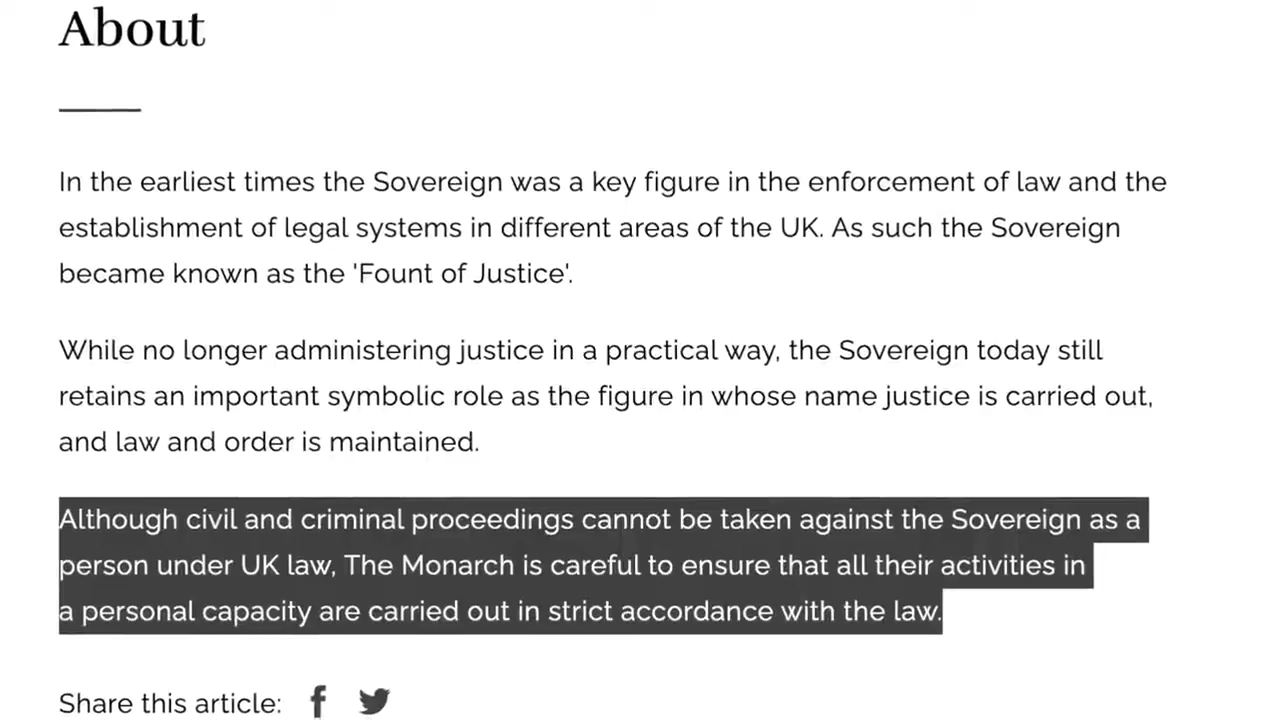 About
In the earliest times the Sovereign was a key figure in the enforcement of law and the
establishment of legal systems in different areas of the UK. As such the Sovereign
became known as the 'Fount of Justice'.
While no longer administering justice in a practical way, the Sovereign today still
retains an important symbolic role as the figure in whose name justice is carried out,
and law and order is maintained.
Although civil and criminal proceedings cannot be taken against the Sovereign as a
person under UK law, The Monarch is careful to ensure that all their activities in
a personal capacity are carried out in strict accordance with the law.
Share this article: